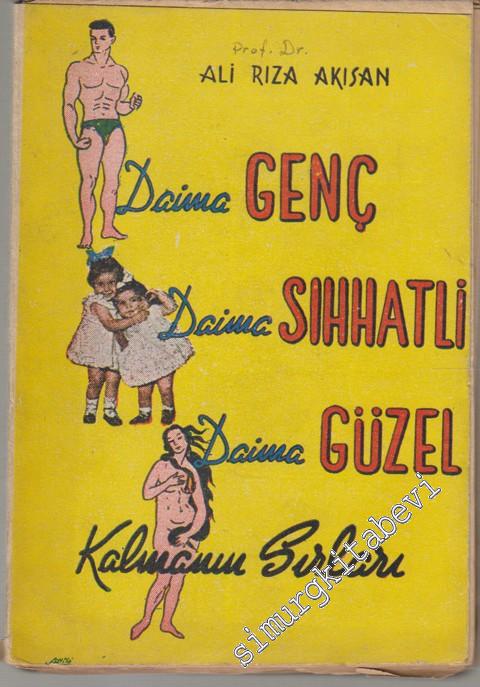 Prof. Dr.
ALİ RIZA AKISAN
Daima GENÇ
Daima SIHHATLİ
Daima GÜZEL
Kalmanın Sırları
simurgkitabevi